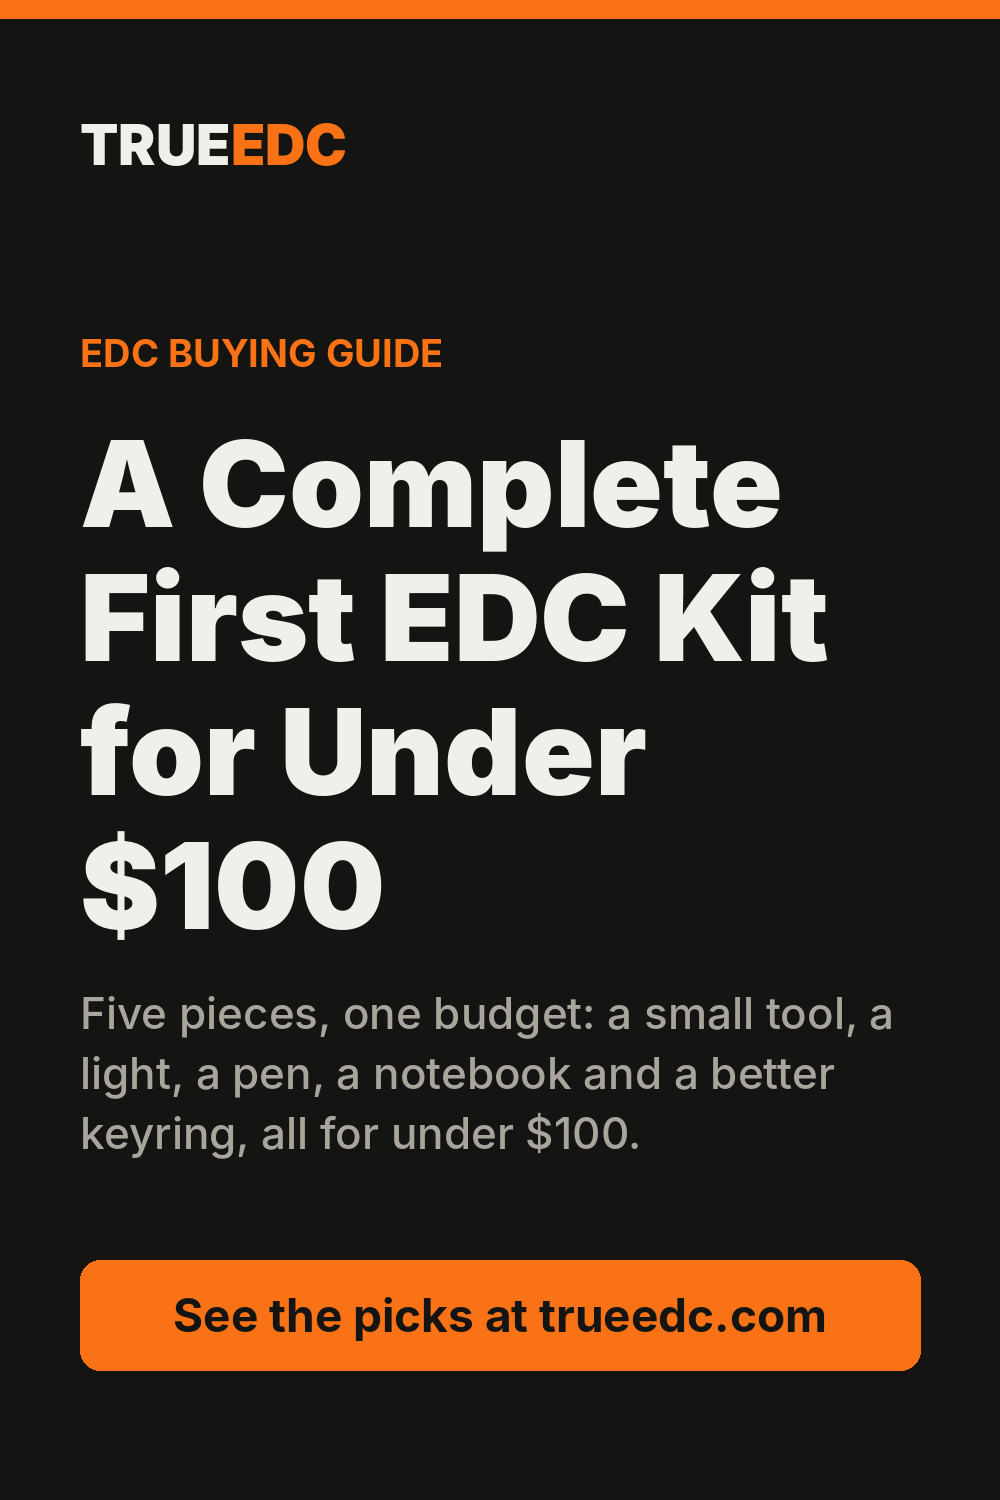 TRUEEDC
EDC BUYING GUIDE
A Complete
First EDC Kit
for Under
$100
Five pieces, one budget: a small tool, a
light, a pen, a notebook and a better
keyring, all for under $100.
See the picks at trueedc.com